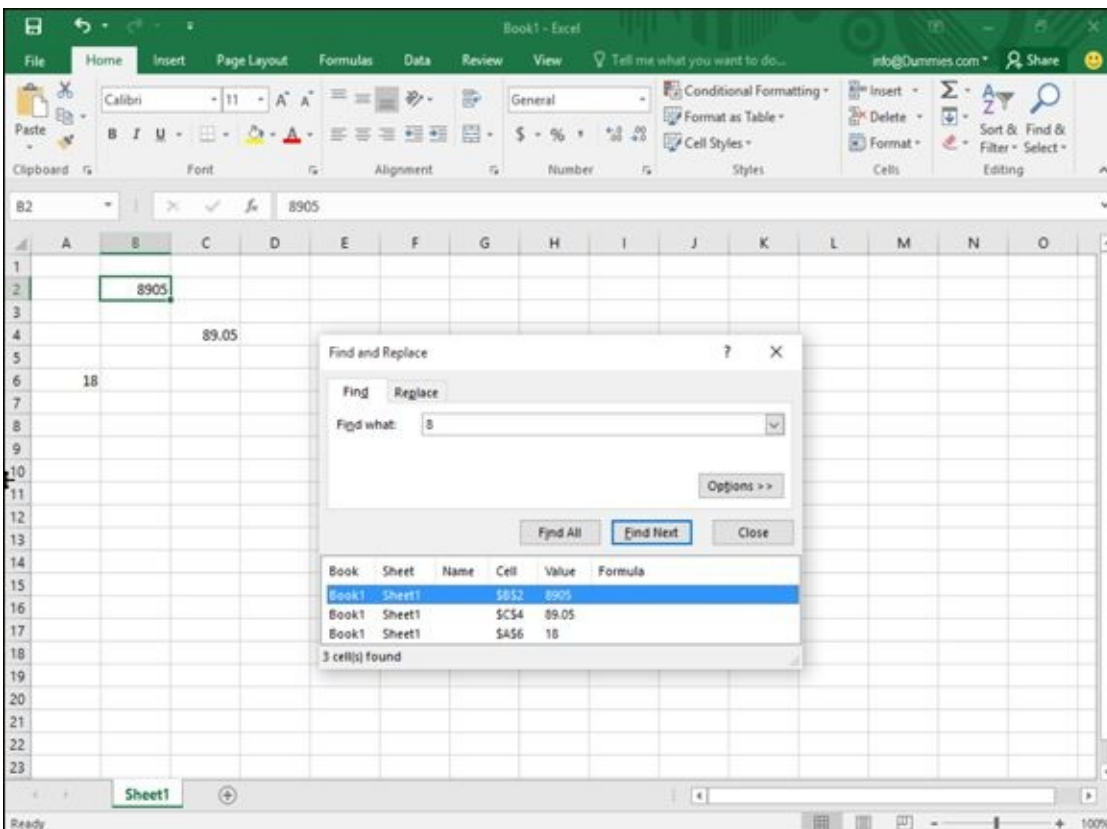 Book1 - Excel
File Home Insert Page Layout Formulas Data Review View Tell me what you want to do... info@Dummies.com Share
Calibri 11 A A General Conditional Formatting Insert Σ A Z
Paste B I U A $ % , Format as Table Delete Sort & Find &
Cell Styles Format Filter Select
Clipboard Font Alignment Number Styles Cells Editing
B2 fx 8905
A B C D E F G H I J K L M N O
1
2 8905
3
4 89.05
5
6 18
7
8
9
10
11
12
13
14
15
16
17
18
19
20
21
22
23
Find and Replace ? ×
Find Replace
Find what: 8
Options >>
Find All Find Next Close
Book Sheet Name Cell Value Formula
Book1 Sheet1 $B$2 8905
Book1 Sheet1 $C$4 89.05
Book1 Sheet1 $A$6 18
3 cell(s) found
Sheet1
Ready 100%